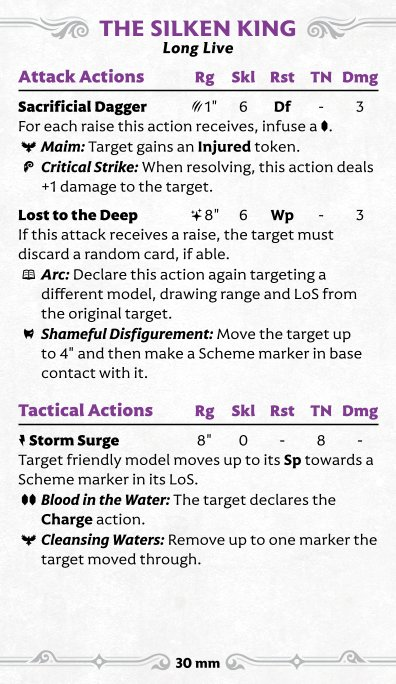 THE SILKEN KING
Long Live
Attack Actions Rg Skl Rst TN Dmg
Sacrificial Dagger 1" 6 Df - 3
For each raise this action receives, infuse a .
Maim: Target gains an Injured token.
Critical Strike: When resolving, this action deals
+1 damage to the target.
Lost to the Deep 8" 6 Wp - 3
If this attack receives a raise, the target must
discard a random card, if able.
Arc: Declare this action again targeting a
different model, drawing range and LoS from
the original target.
Shameful Disfigurement: Move the target up
to 4" and then make a Scheme marker in base
contact with it.
Tactical Actions Rg Skl Rst TN Dmg
Storm Surge 8" 0 - 8 -
Target friendly model moves up to its Sp towards a
Scheme marker in its LoS.
Blood in the Water: The target declares the
Charge action.
Cleansing Waters: Remove up to one marker the
target moved through.
30 mm